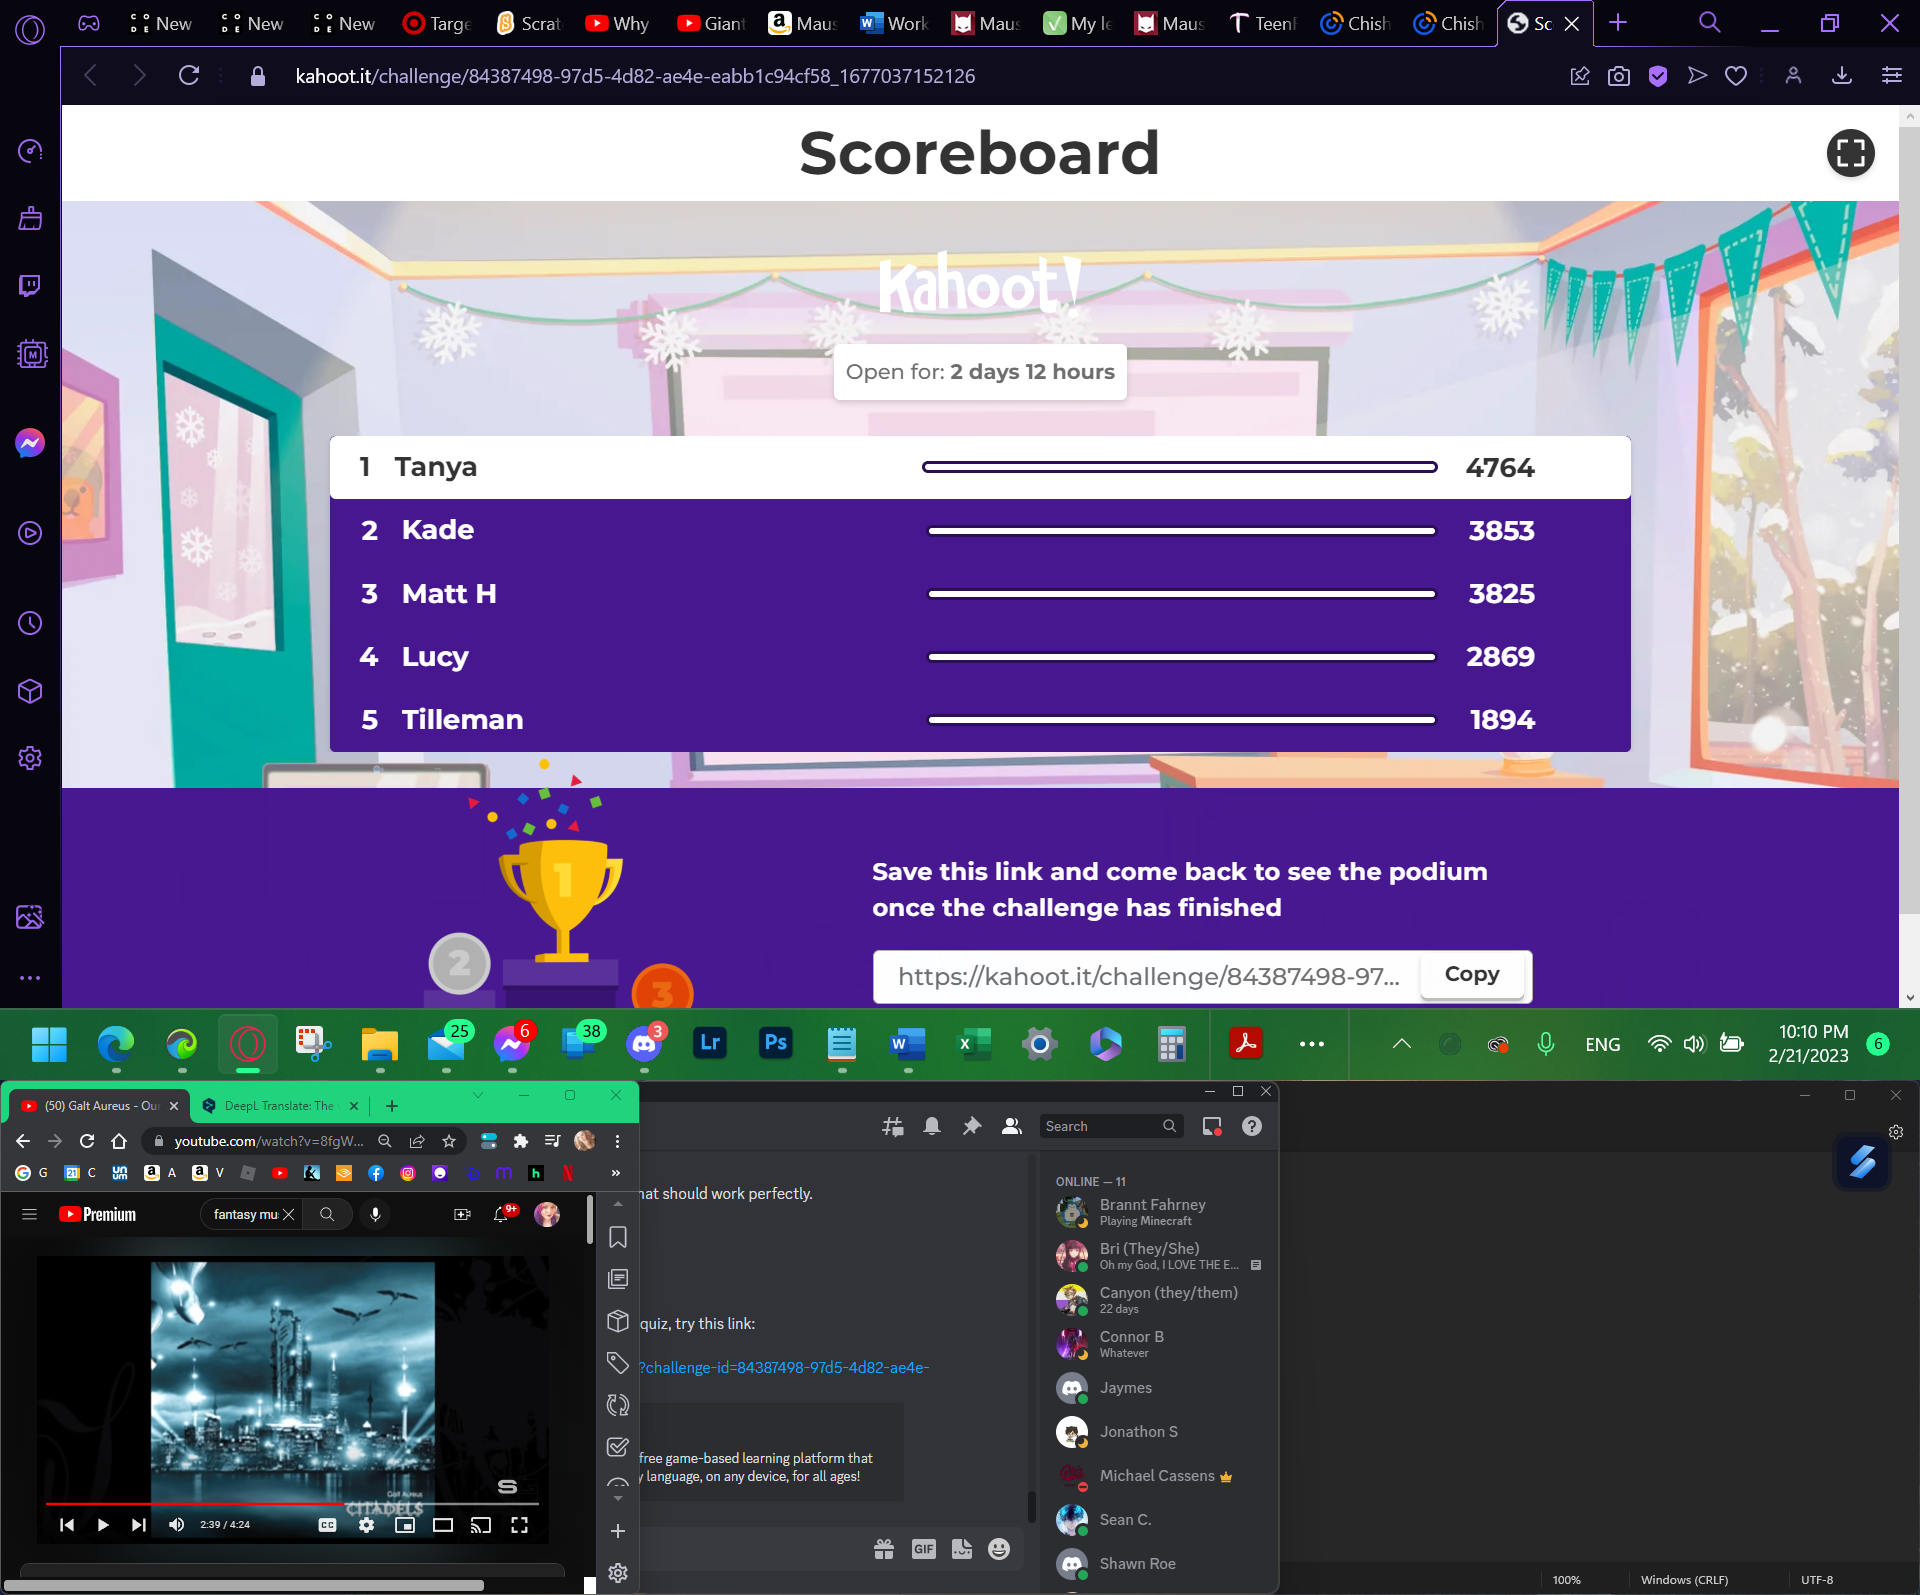 New
New
New
Targe
Scrat
Why
Giant
Maus
Work
Maus
My le
Maus
TeenF
Chish
Chish
Sc
kahoot.it/challenge/84387498-97d5-4d82-ae4e-eabb1c94cf58_1677037152126
Scoreboard
Kahoot!
Open for: 2 days 12 hours
1 Tanya 4764
2 Kade 3853
3 Matt H 3825
4 Lucy 2869
5 Tilleman 1894
1
2
3
Save this link and come back to see the podium
once the challenge has finished
https://kahoot.it/challenge/84387498-97... Copy
25
6
38
3
Lr
Ps
W
X
ENG
10:10 PM
2/21/2023
6
(50) Galt Aureus - Our
DeepL Translate: The
youtube.com/watch?v=8fgW...
G
C
A
V
Premium
fantasy mu
9+
Galt Aureus
CITADELS
2:39 / 4:24
Search
hat should work perfectly.
quiz, try this link:
?challenge-id=84387498-97d5-4d82-ae4e-
free game-based learning platform that
y language, on any device, for all ages!
GIF
ONLINE — 11
Brannt Fahrney
Playing Minecraft
Bri (They/She)
Oh my God, I LOVE THE E...
Canyon (they/them)
22 days
Connor B
Whatever
Jaymes
Jonathon S
Michael Cassens
Sean C.
Shawn Roe
100%
Windows (CRLF)
UTF-8